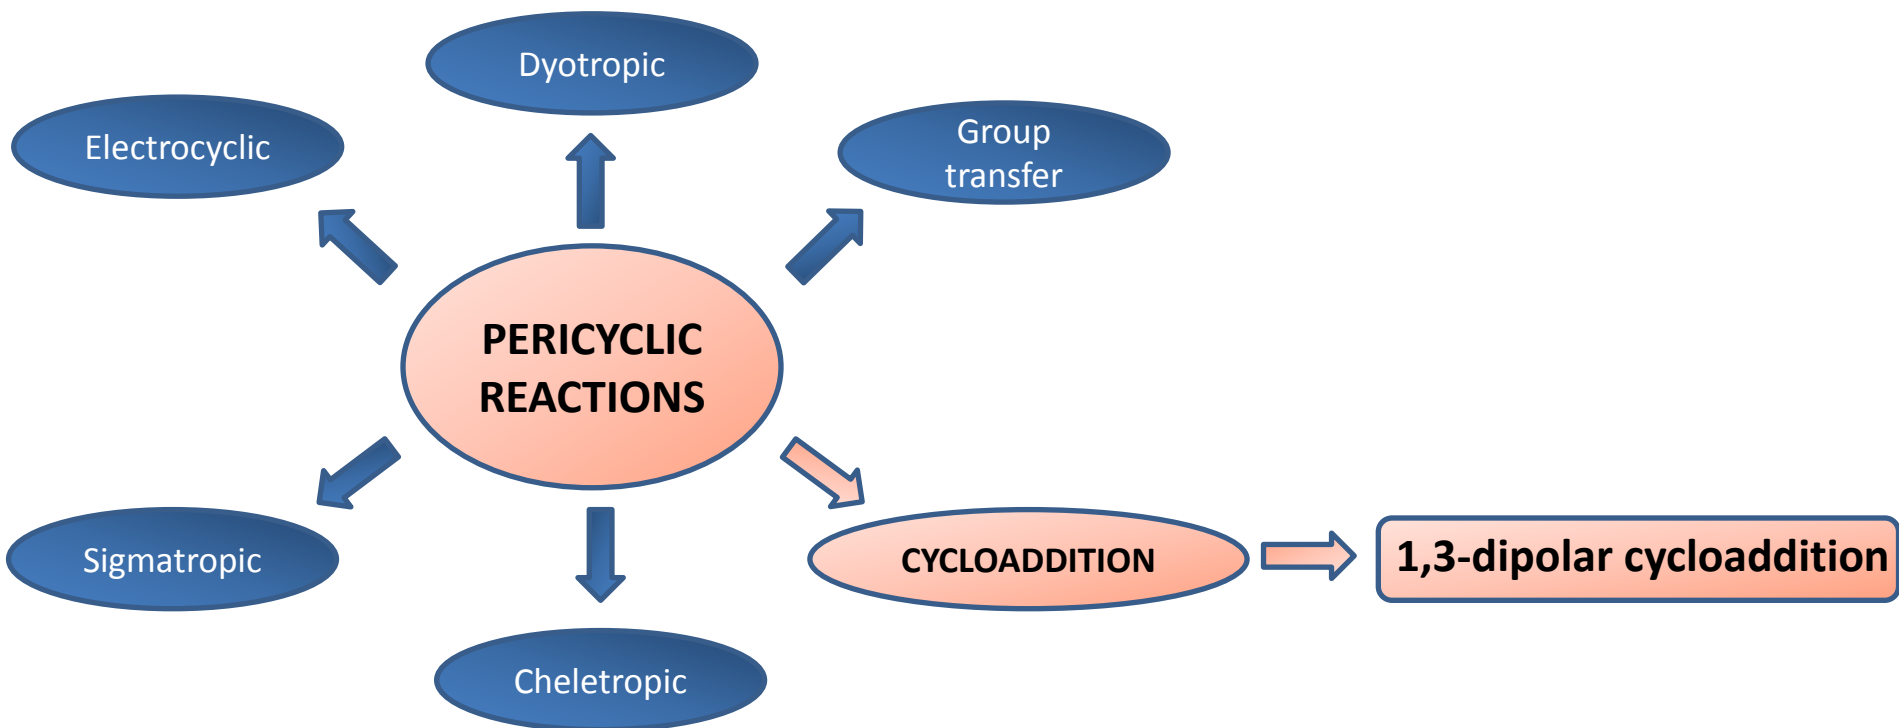 Dyotropic
Electrocyclic
Group
transfer
PERICYCLIC
REACTIONS
Sigmatropic
CYCLOADDITION
1,3-dipolar cycloaddition
Cheletropic